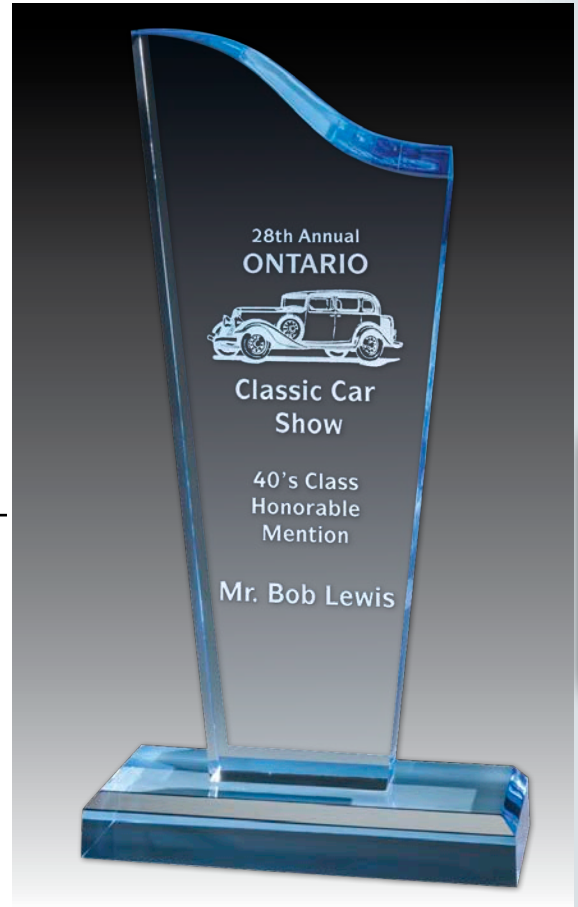 28th Annual
ONTARIO
Classic Car
Show
40's Class
Honorable
Mention
Mr. Bob Lewis